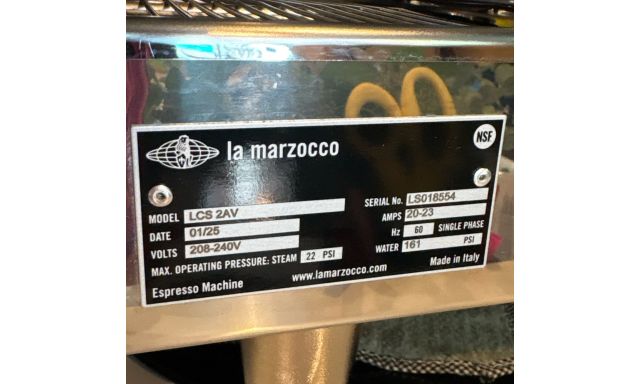 la marzocco
NSF
MODEL LCS 2AV
SERIAL No. LS018554
DATE 01/25
AMPS 20-23
VOLTS 208-240V
Hz 60 SINGLE PHASE
MAX. OPERATING PRESSURE: STEAM 22 PSI
WATER 161 PSI
Espresso Machine
www.lamarzocco.com
Made in Italy